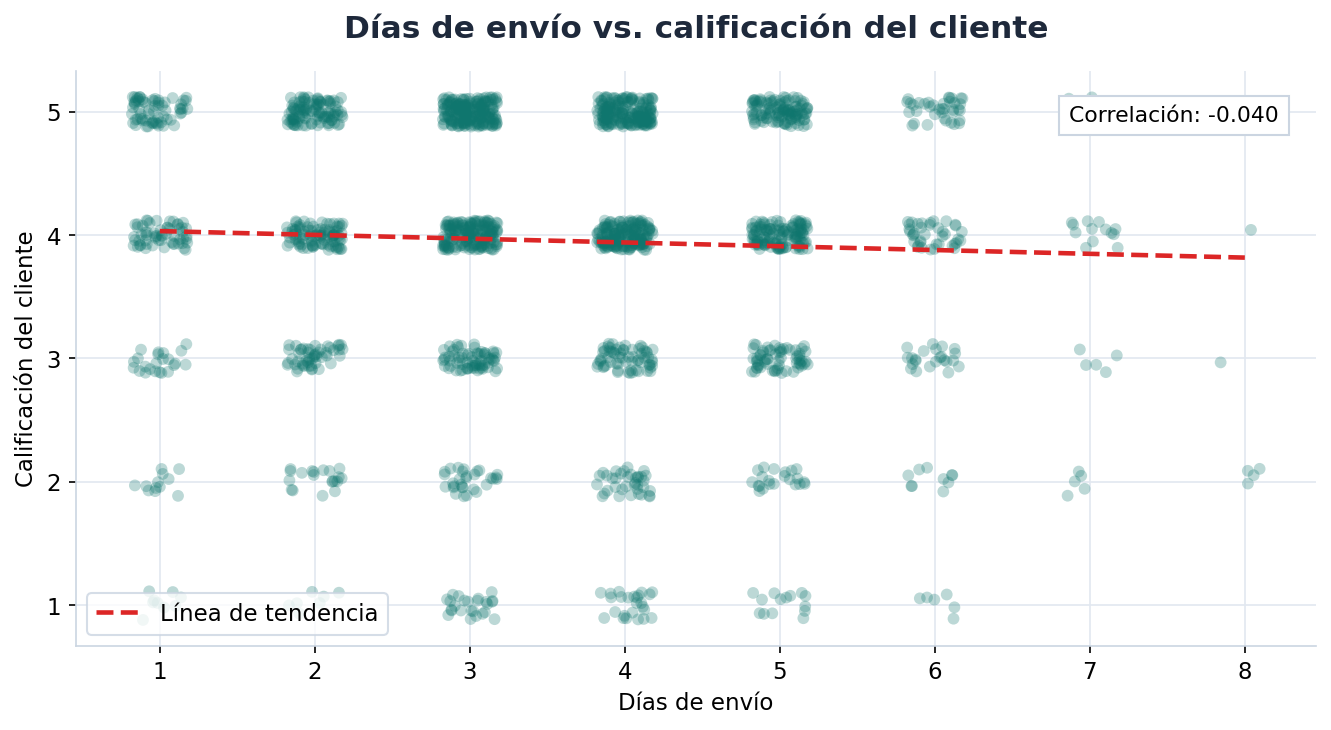 Días de envío vs. calificación del cliente
Correlación: -0.040
Calificación del cliente
5
4
3
2
1
Línea de tendencia
1 2 3 4 5 6 7 8
Días de envío